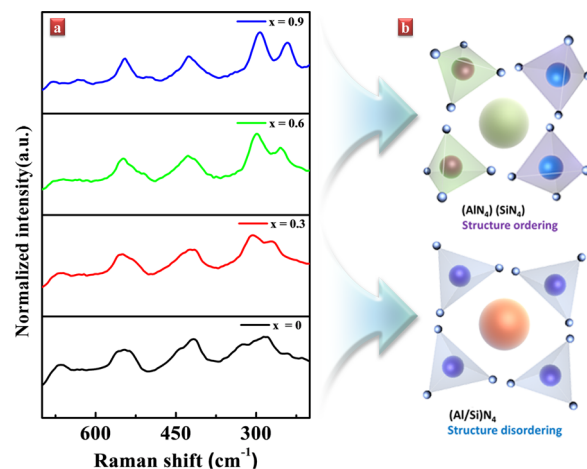 a
x = 0.9
x = 0.6
x = 0.3
x = 0
Normalized intensity(a.u.)
600 450 300
Raman shift (cm⁻¹)
b
(AlN₄) (SiN₄)
Structure ordering
(Al/Si)N₄
Structure disordering